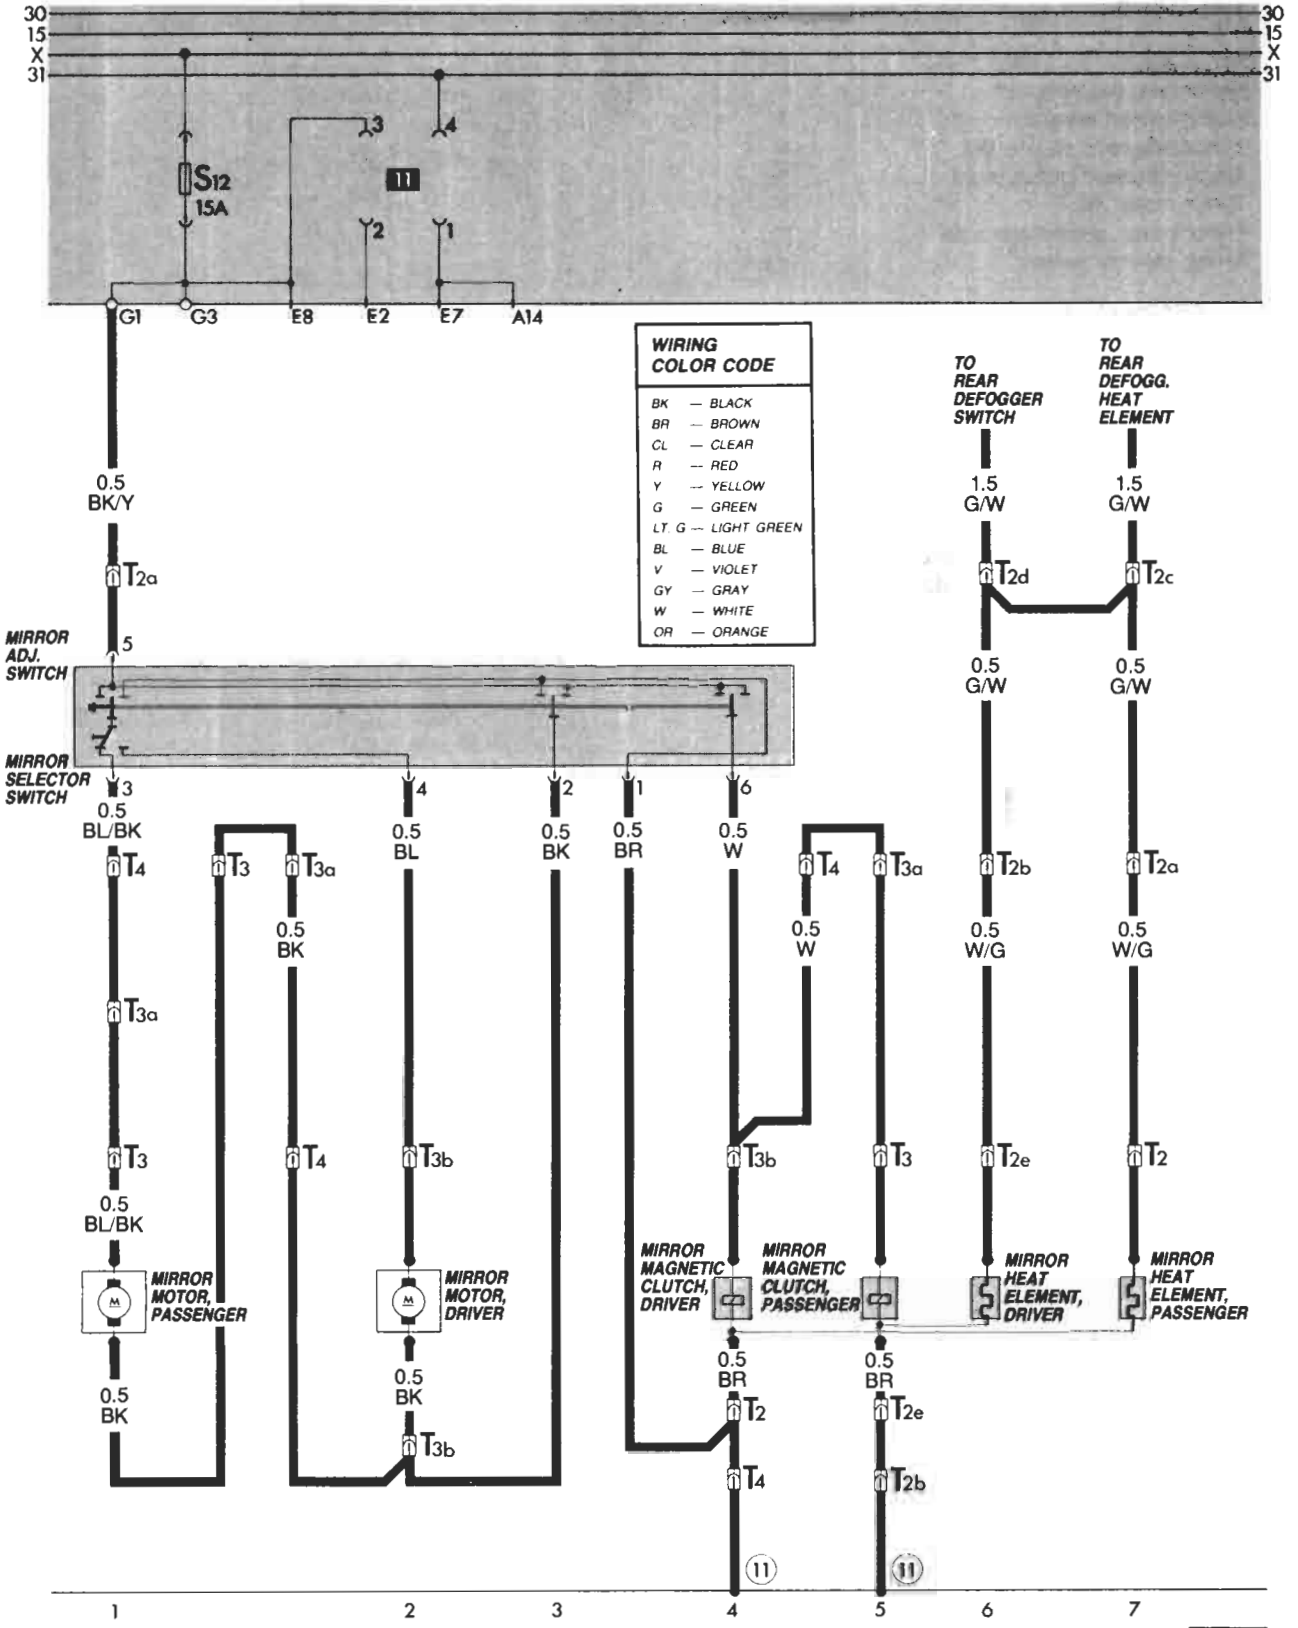 30 30
15 15
X X
31 31
3 4
S12
15A
11
2 1
G1 G3 E8 E2 E7 A14
WIRING
COLOR CODE
BK — BLACK
BR — BROWN
CL — CLEAR
R — RED
Y — YELLOW
G — GREEN
LT. G — LIGHT GREEN
BL — BLUE
V — VIOLET
GY — GRAY
W — WHITE
OR — ORANGE
TO
REAR
DEFOGGER
SWITCH
TO
REAR
DEFOGG.
HEAT
ELEMENT
0.5
BK/Y
1.5
G/W
1.5
G/W
T2a
T2d
T2c
MIRROR
ADJ.
SWITCH
5
0.5
G/W
0.5
G/W
MIRROR
SELECTOR
SWITCH
3 4 2 1 6
0.5
BL/BK
0.5
BL
0.5
BK
0.5
BR
0.5
W
T4 T3 T3a T4 T3a T2b T2a
0.5
BK
0.5
W
0.5
W/G
0.5
W/G
T3a
T3 T4 T3b T3b T3 T2e T2
0.5
BL/BK
MIRROR
MOTOR,
PASSENGER
MIRROR
MOTOR,
DRIVER
MIRROR
MAGNETIC
CLUTCH,
DRIVER
MIRROR
MAGNETIC
CLUTCH,
PASSENGER
MIRROR
HEAT
ELEMENT,
DRIVER
MIRROR
HEAT
ELEMENT,
PASSENGER
M M
0.5
BK
0.5
BK
0.5
BR
0.5
BR
T2 T2e
T3b
T4 T2b
11 11
1 2 3 4 5 6 7